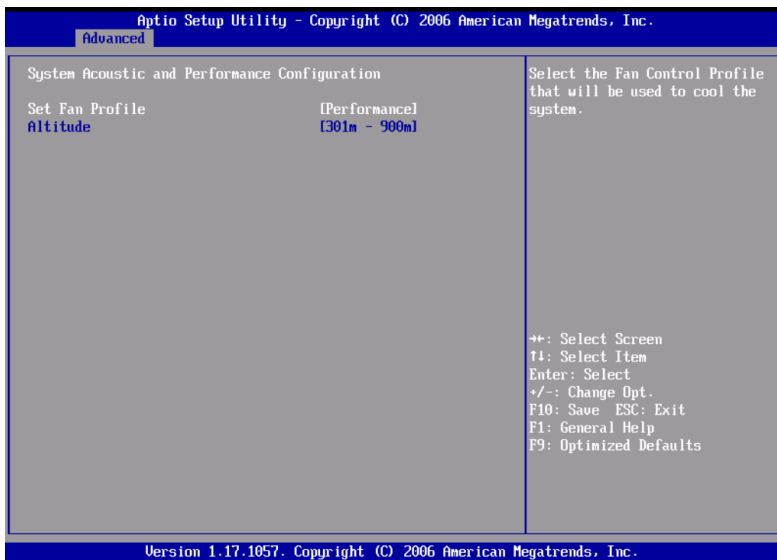 Aptio Setup Utility - Copyright (C) 2006 American Megatrends, Inc.
Advanced
System Acoustic and Performance Configuration
Set Fan Profile [Performance]
Altitude [301m - 900m]
Select the Fan Control Profile
that will be used to cool the
system.
→←: Select Screen
↑↓: Select Item
Enter: Select
+/-: Change Opt.
F10: Save ESC: Exit
F1: General Help
F9: Optimized Defaults
Version 1.17.1057. Copyright (C) 2006 American Megatrends, Inc.